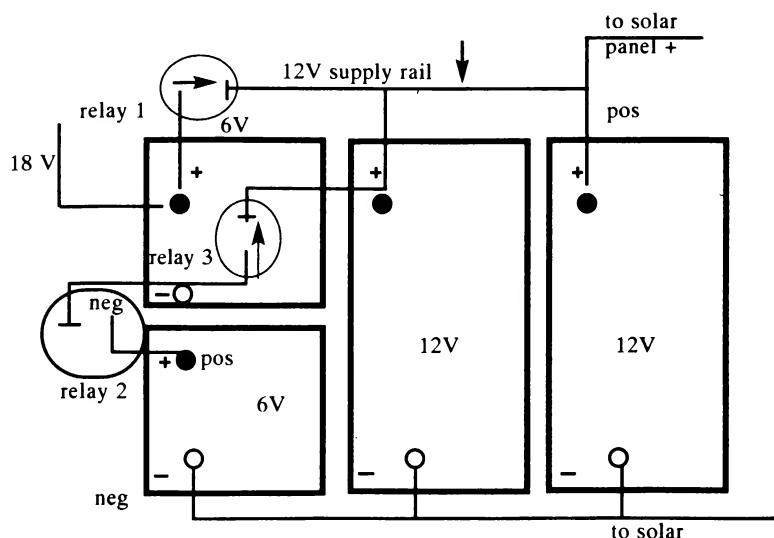 to solar
panel +
12V supply rail
relay 1
6V
pos
18 V
+
+
+
relay 3
neg
−
+
pos
relay 2
6V
12V
12V
−
−
−
neg
to solar